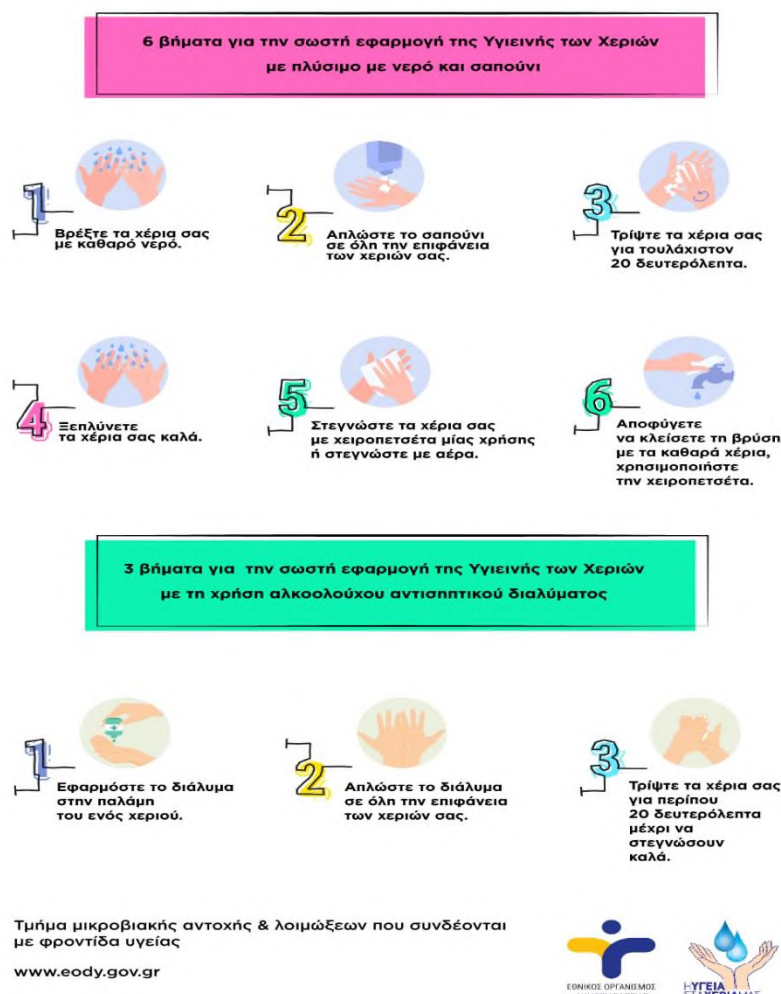 6 βήματα για την σωστή εφαρμογή της Υγιεινής των Χεριών
με πλύσιμο με νερό και σαπούνι
1
Βρέξτε τα χέρια σας
με καθαρό νερό.
2
Απλώστε το σαπούνι
σε όλη την επιφάνεια
των χεριών σας.
3
Τρίψτε τα χέρια σας
για τουλάχιστον
20 δευτερόλεπτα.
4
Ξεπλύνετε
τα χέρια σας καλά.
5
Στεγνώστε τα χέρια σας
με χειροπετσέτα μίας χρήσης
ή στεγνώστε με αέρα.
6
Αποφύγετε
να κλείσετε τη βρύση
με τα καθαρά χέρια,
χρησιμοποιήστε
την χειροπετσέτα.
3 βήματα για την σωστή εφαρμογή της Υγιεινής των Χεριών
με τη χρήση αλκοολούχου αντισηπτικού διαλύματος
1
Εφαρμόστε το διάλυμα
στην παλάμη
του ενός χεριού.
2
Απλώστε το διάλυμα
σε όλη την επιφάνεια
των χεριών σας.
3
Τρίψτε τα χέρια σας
για περίπου
20 δευτερόλεπτα
μέχρι να
στεγνώσουν
καλά.
Τμήμα μικροβιακής αντοχής & λοιμώξεων που συνδέονται
με φροντίδα υγείας
www.eody.gov.gr
ΕΘΝΙΚΟΣ ΟΡΓΑΝΙΣΜΟΣ
ΗΥΓΕΙΑ